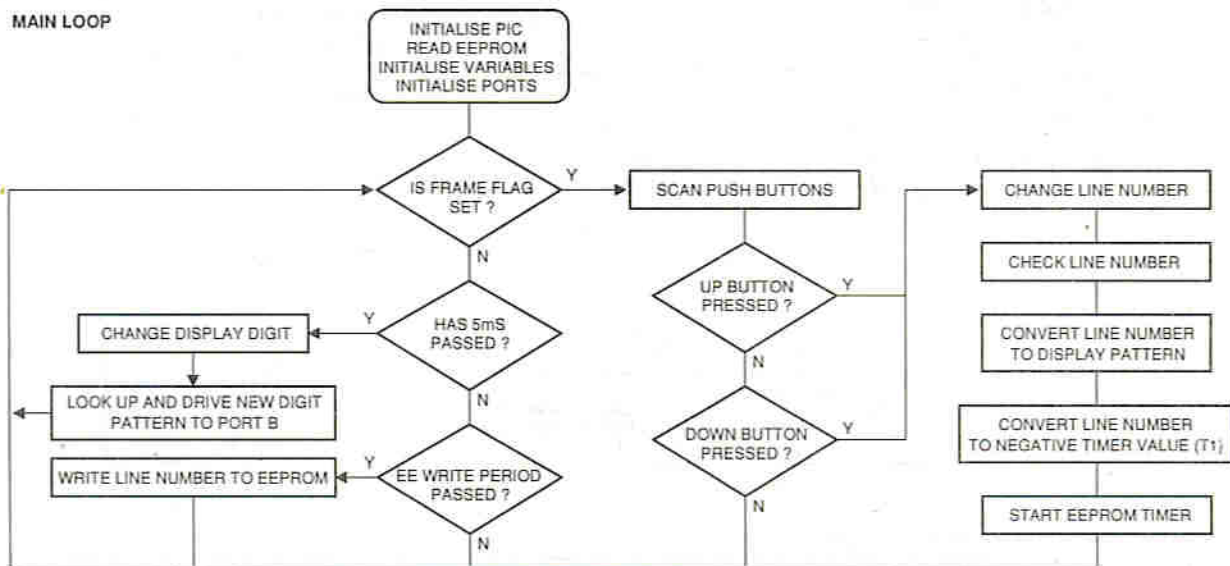 MAIN LOOP
INITIALISE PIC
READ EEPROM
INITIALISE VARIABLES
INITIALISE PORTS
IS FRAME FLAG
SET ?
Y
N
SCAN PUSH BUTTONS
CHANGE LINE NUMBER
UP BUTTON
PRESSED ?
Y
N
CHECK LINE NUMBER
HAS 5mS
PASSED ?
Y
N
CHANGE DISPLAY DIGIT
CONVERT LINE NUMBER
TO DISPLAY PATTERN
LOOK UP AND DRIVE NEW DIGIT
PATTERN TO PORT B
DOWN BUTTON
PRESSED ?
Y
N
CONVERT LINE NUMBER
TO NEGATIVE TIMER VALUE (T1)
EE WRITE PERIOD
PASSED ?
Y
N
WRITE LINE NUMBER TO EEPROM
START EEPROM TIMER